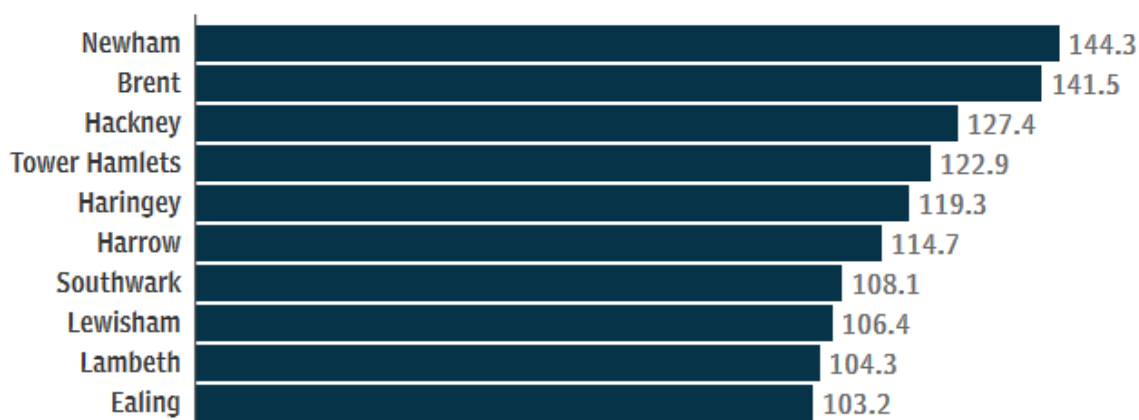 Newham 144.3
Brent 141.5
Hackney 127.4
Tower Hamlets 122.9
Haringey 119.3
Harrow 114.7
Southwark 108.1
Lewisham 106.4
Lambeth 104.3
Ealing 103.2